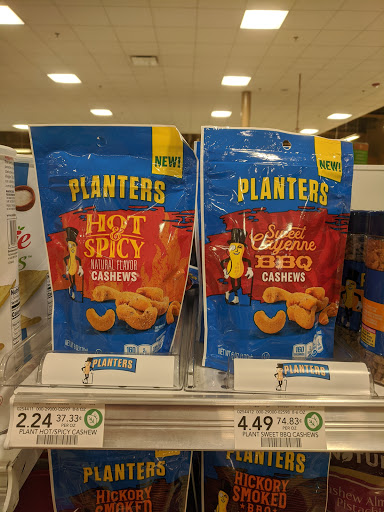 NEW!
PLANTERS
HOT
&
SPICY
NATURAL FLAVOR
CASHEWS
NEW!
PLANTERS
Sweet
Cayenne
BBQ
CASHEWS
PLANTERS
PLANTERS
2.24 37.33¢
PER OZ
PLANT HOT/SPICY CASHEW
4.49 74.83¢
PER OZ
PLANT SWEET BBQ CASHEWS
PLANTERS
HICKORY
SMOKED
PLANTERS
HICKORY
SMOKED